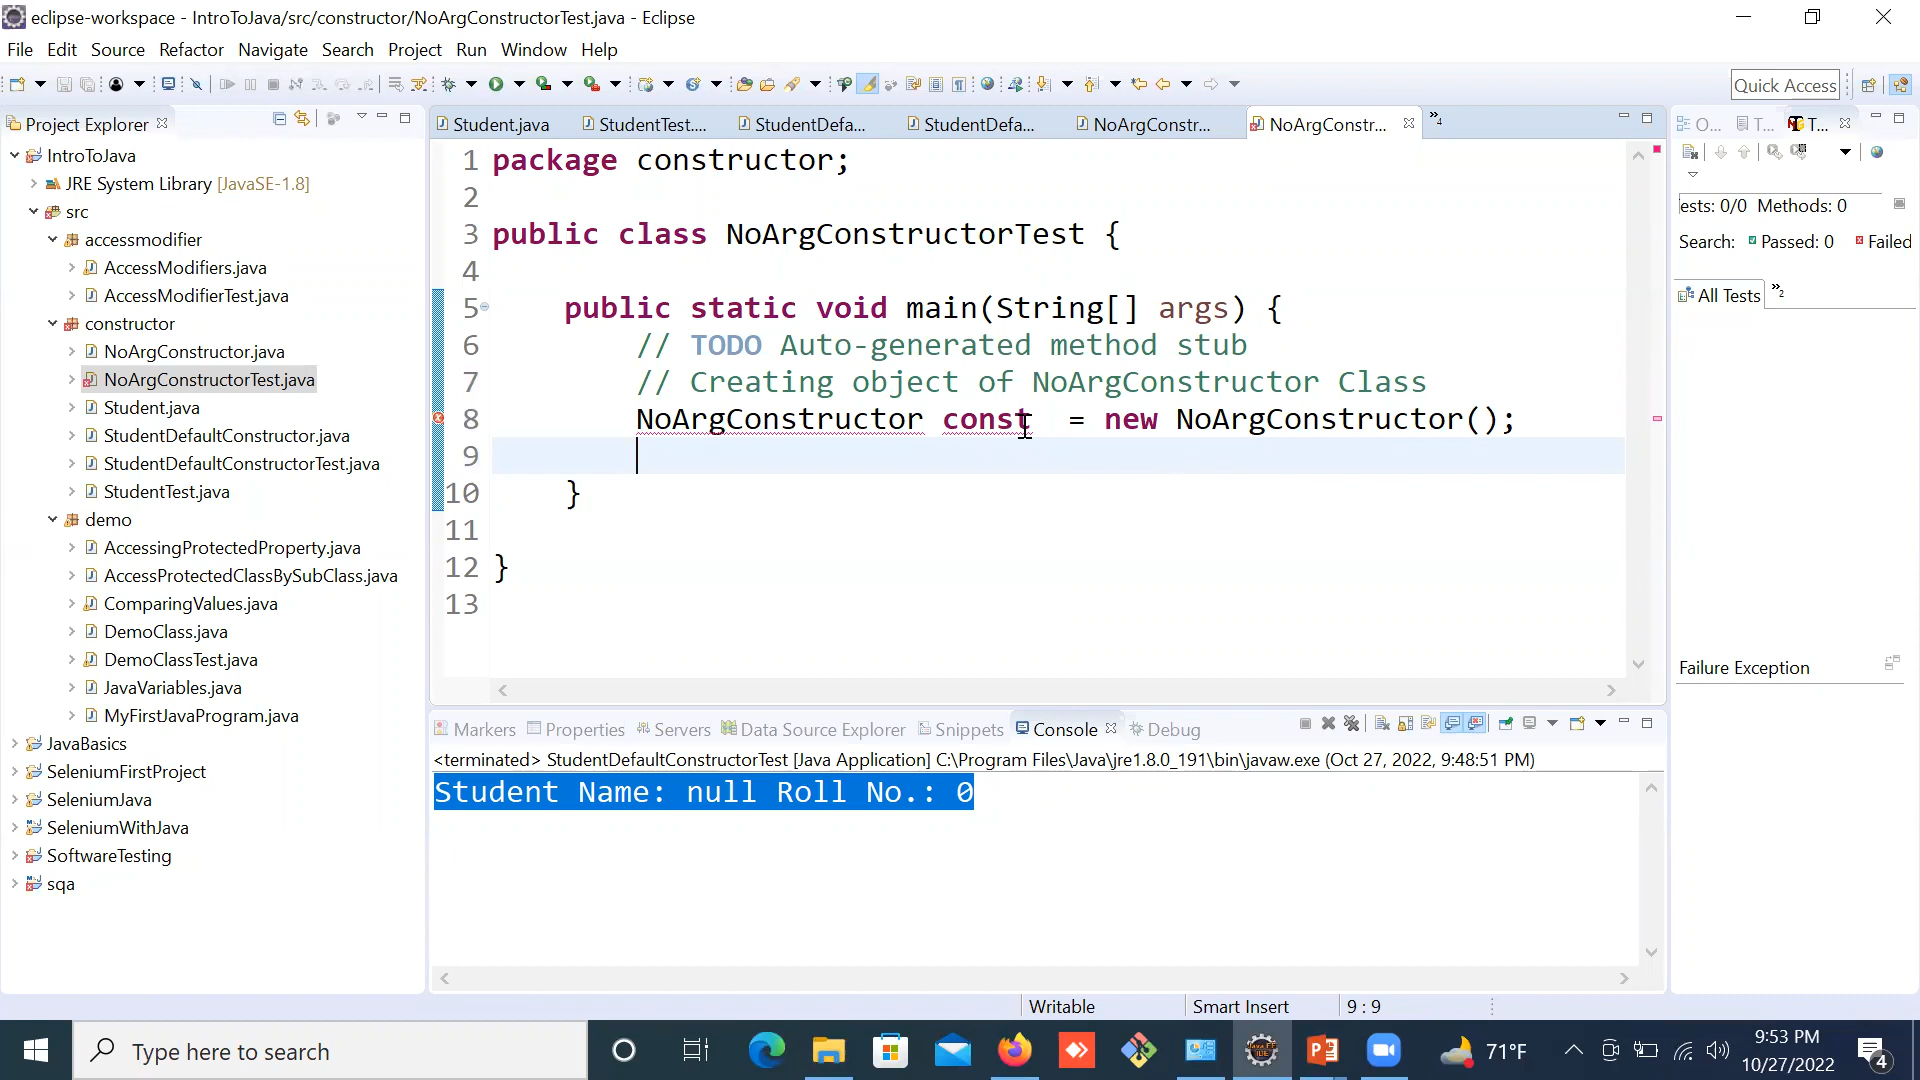 eclipse-workspace - IntroToJava/src/constructor/NoArgConstructorTest.java - Eclipse
File Edit Source Refactor Navigate Search Project Run Window Help
Quick Access
Project Explorer
IntroToJava
JRE System Library [JavaSE-1.8]
src
accessmodifier
AccessModifiers.java
AccessModifierTest.java
constructor
NoArgConstructor.java
NoArgConstructorTest.java
Student.java
StudentDefaultConstructor.java
StudentDefaultConstructorTest.java
StudentTest.java
demo
AccessingProtectedProperty.java
AccessProtectedClassBySubClass.java
ComparingValues.java
DemoClass.java
DemoClassTest.java
JavaVariables.java
MyFirstJavaProgram.java
JavaBasics
SeleniumFirstProject
SeleniumJava
SeleniumWithJava
SoftwareTesting
sqa
Student.java StudentTest.... StudentDefa... StudentDefa... NoArgConstr... NoArgConstr... »4
1 package constructor;
2
3 public class NoArgConstructorTest {
4
5 public static void main(String[] args) {
6 // TODO Auto-generated method stub
7 // Creating object of NoArgConstructor Class
8 NoArgConstructor const = new NoArgConstructor();
9
10 }
11
12 }
13
O... T... T...
ests: 0/0 Methods: 0
Search: Passed: 0 Failed
All Tests »2
Failure Exception
Markers Properties Servers Data Source Explorer Snippets Console Debug
<terminated> StudentDefaultConstructorTest [Java Application] C:\Program Files\Java\jre1.8.0_191\bin\javaw.exe (Oct 27, 2022, 9:48:51 PM)
Student Name: null Roll No.: 0
Writable Smart Insert 9 : 9
Type here to search
71°F
9:53 PM
10/27/2022
4